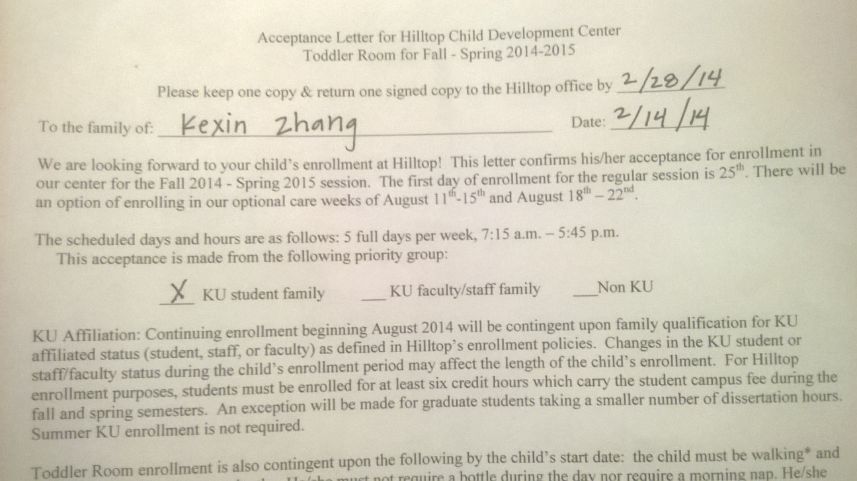 Acceptance Letter for Hilltop Child Development Center
Toddler Room for Fall - Spring 2014-2015
Please keep one copy & return one signed copy to the Hilltop office by 2/28/14
To the family of: Kexin Zhang Date: 2/14/14
We are looking forward to your child's enrollment at Hilltop! This letter confirms his/her acceptance for enrollment in
our center for the Fall 2014 - Spring 2015 session. The first day of enrollment for the regular session is 25th. There will be
an option of enrolling in our optional care weeks of August 11th-15th and August 18th – 22nd.
The scheduled days and hours are as follows: 5 full days per week, 7:15 a.m. – 5:45 p.m.
This acceptance is made from the following priority group:
X KU student family ___ KU faculty/staff family ___Non KU
KU Affiliation: Continuing enrollment beginning August 2014 will be contingent upon family qualification for KU
affiliated status (student, staff, or faculty) as defined in Hilltop's enrollment policies. Changes in the KU student or
staff/faculty status during the child's enrollment period may affect the length of the child's enrollment. For Hilltop
enrollment purposes, students must be enrolled for at least six credit hours which carry the student campus fee during the
fall and spring semesters. An exception will be made for graduate students taking a smaller number of dissertation hours.
Summer KU enrollment is not required.
Toddler Room enrollment is also contingent upon the following by the child's start date: the child must be walking* and
He/she must not require a bottle during the day nor require a morning nap. He/she